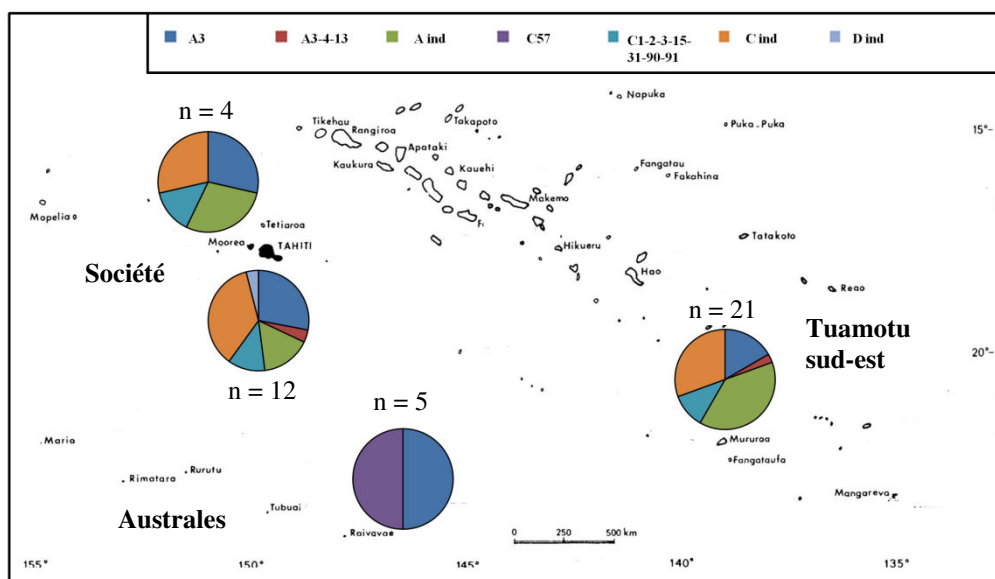 A3 A3-4-13 A ind C57 C1-2-3-15- C ind D ind
31-90-91
n = 4
Napuka
Tikehau
Rangiroa
Takapoto
Puka-Puka
15°
Apataki
Kaukura
Kauehi
Fangatau
Fakahina
Makemo
Mopelia
Tetiaroa
Moorea
TAHITI
Hikueru
Tatakoto
Société
Hao
Reao
n = 21
Tuamotu
sud-est
20°
n = 12
n = 5
Maria
Mururoa
Rurutu
Rimatara
Fangataufa
Mangareva
Tubuai
Australes
Raivavae
0 250 500 km
155° 150° 145° 140° 135°